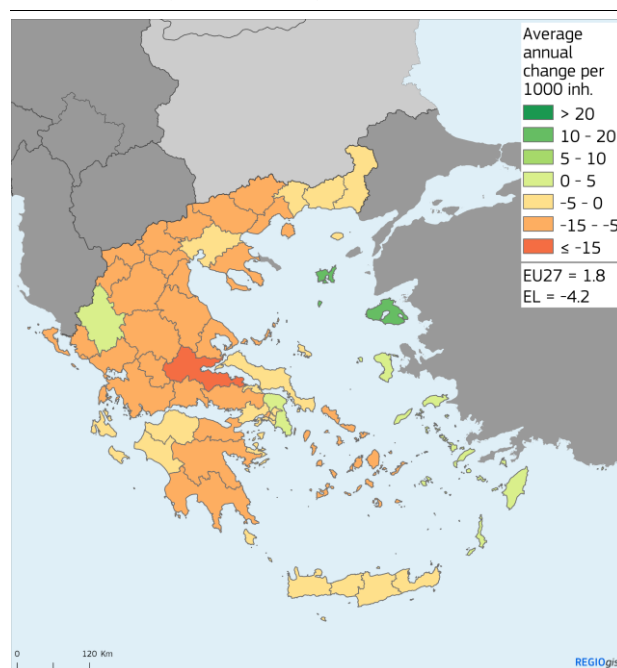 Average
annual
change per
1000 inh.
> 20
10 - 20
5 - 10
0 - 5
-5 - 0
-15 - -5
≤ -15
EU27 = 1.8
EL = -4.2
0 120 Km
REGIOgis